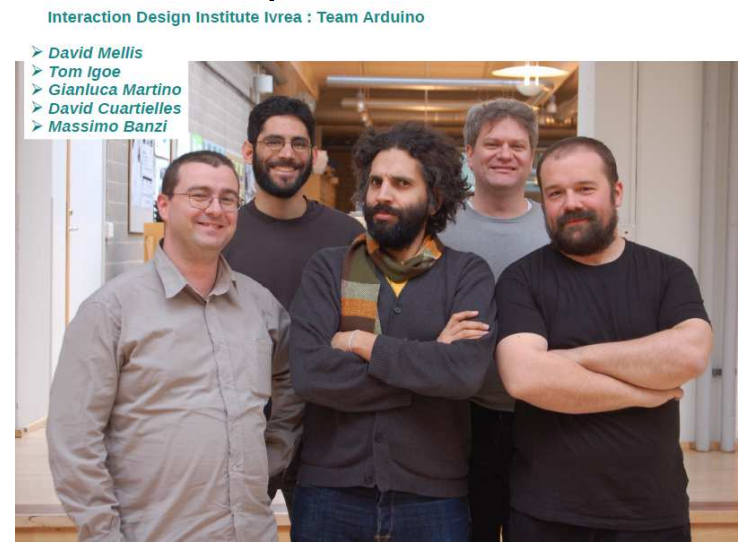 Interaction Design Institute Ivrea : Team Arduino
➢ David Mellis
➢ Tom Igoe
➢ Gianluca Martino
➢ David Cuartielles
➢ Massimo Banzi